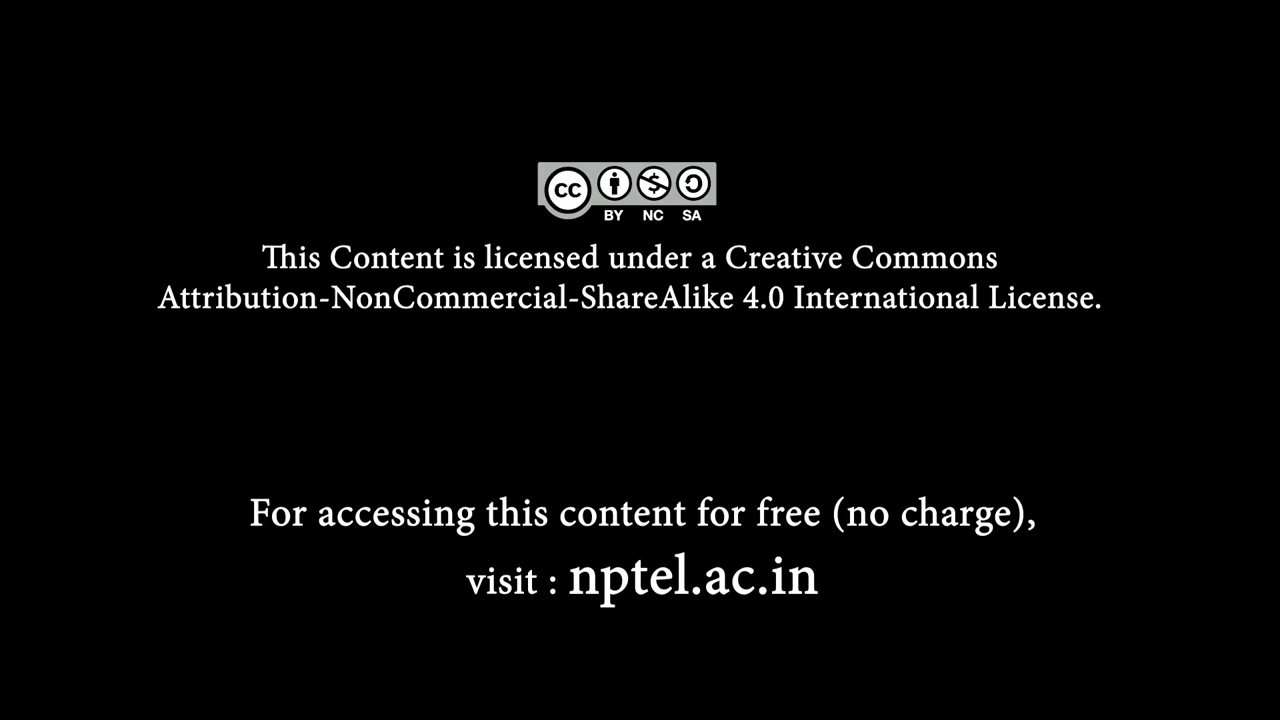 cc
BY NC SA
This Content is licensed under a Creative Commons
Attribution-NonCommercial-ShareAlike 4.0 International License.
For accessing this content for free (no charge),
visit : nptel.ac.in